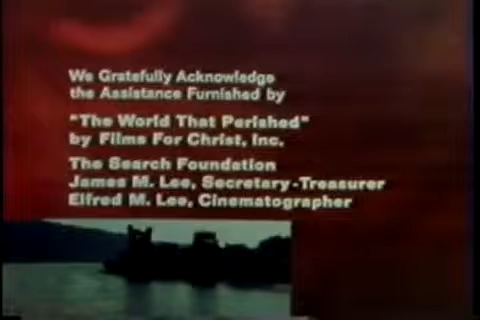 We Gratefully Acknowledge
the Assistance Furnished by
"The World That Perished"
by Films For Christ, Inc.
The Search Foundation
James M. Lee, Secretary-Treasurer
Elfred M. Lee, Cinematographer